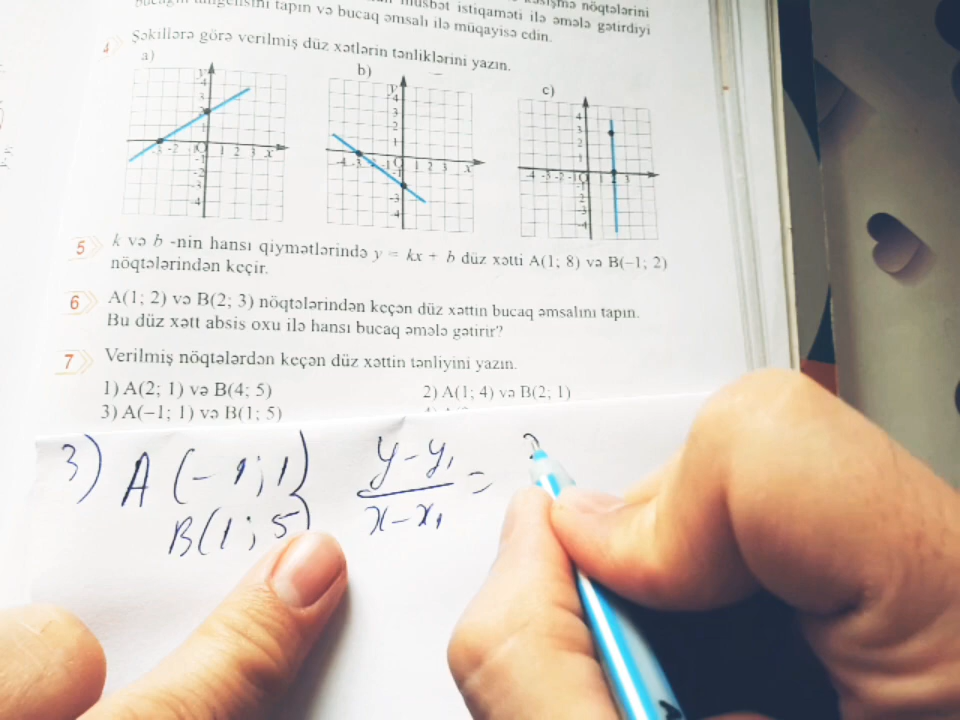 müsbət istiqaməti ilə əmələ gətirdiyi
tapın və bucaq əmsalı ilə müqayisə edin.
4 Şəkillərə görə verilmiş düz xətlərin tənliklərini yazın.
a) b) c)
5 k və b -nin hansı qiymətlərində y = kx + b düz xətti A(1; 8) və B(−1; 2)
nöqtələrindən keçir.
6 A(1; 2) və B(2; 3) nöqtələrindən keçən düz xəttin bucaq əmsalını tapın.
Bu düz xətt absis oxu ilə hansı bucaq əmələ gətirir?
7 Verilmiş nöqtələrdən keçən düz xəttin tənliyini yazın.
1) A(2; 1) və B(4; 5) 2) A(1; 4) və B(2; 1)
3) A(−1; 1) və B(1; 5)
3) A (-1; 1) y-y₁ =
B(1; 5) x-x₁